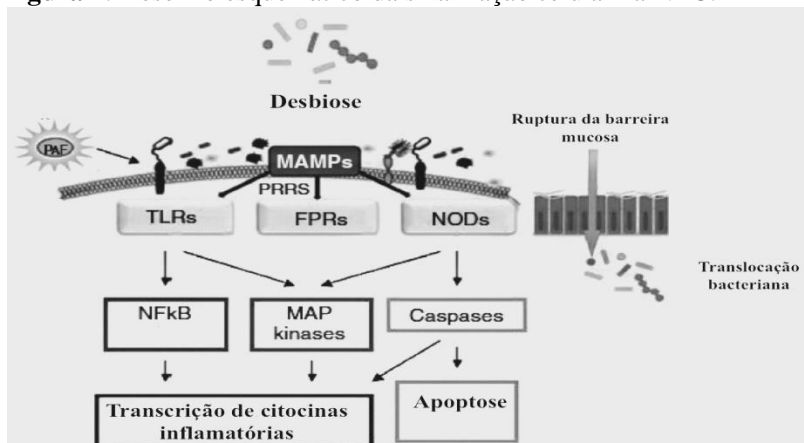 Desbiose
Ruptura da barreira
mucosa
PAF
MAMPs
PRRS
TLRs
FPRs
NODs
Translocação
bacteriana
NFkB
MAP
kinases
Caspases
Transcrição de citocinas
inflamatórias
Apoptose